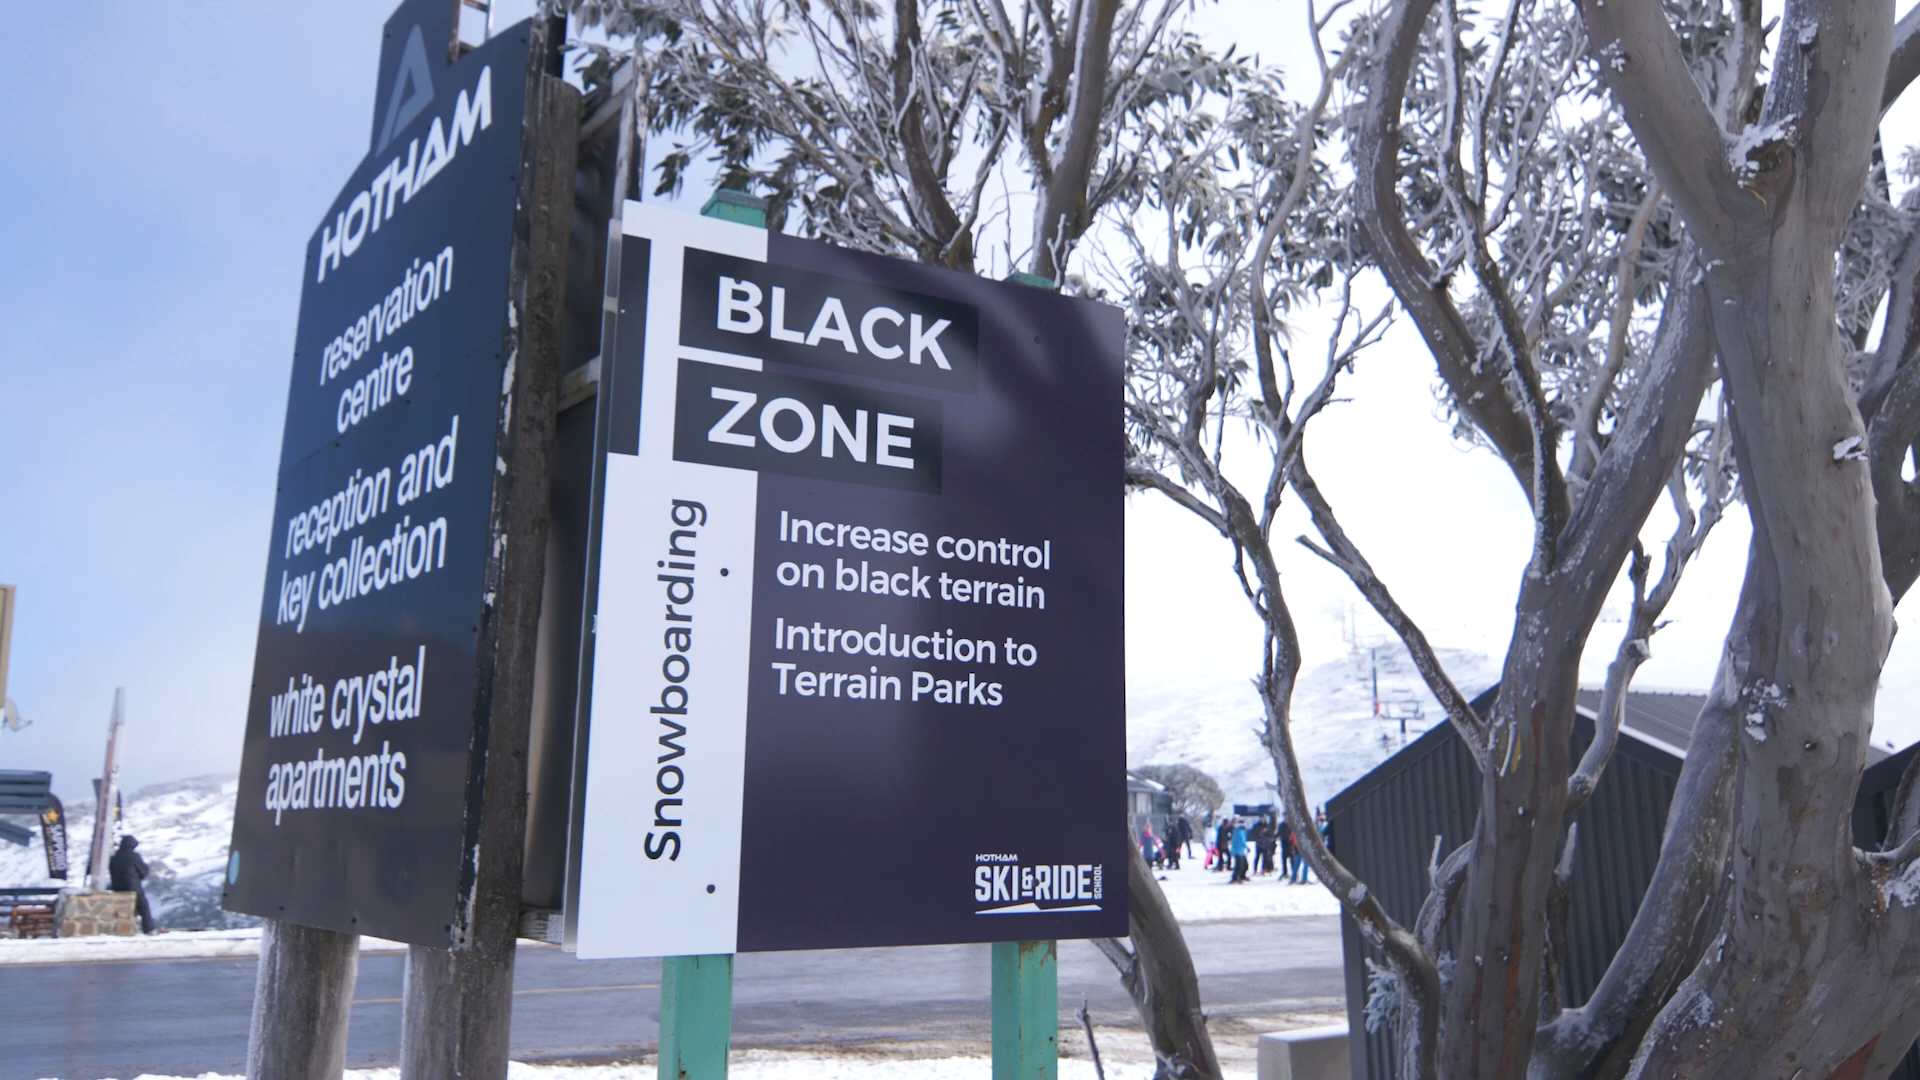 HOTHAM
reservation
centre
reception and
key collection
white crystal
apartments
BLACK
ZONE
Snowboarding
Increase control
on black terrain
Introduction to
Terrain Parks
HOTHAM
SKI & RIDE
SCHOOL
SAPPORO